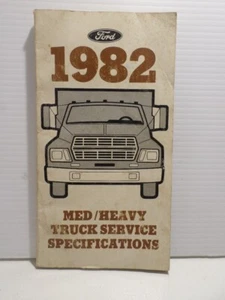 Ford
1982
MED/HEAVY
TRUCK SERVICE
SPECIFICATIONS